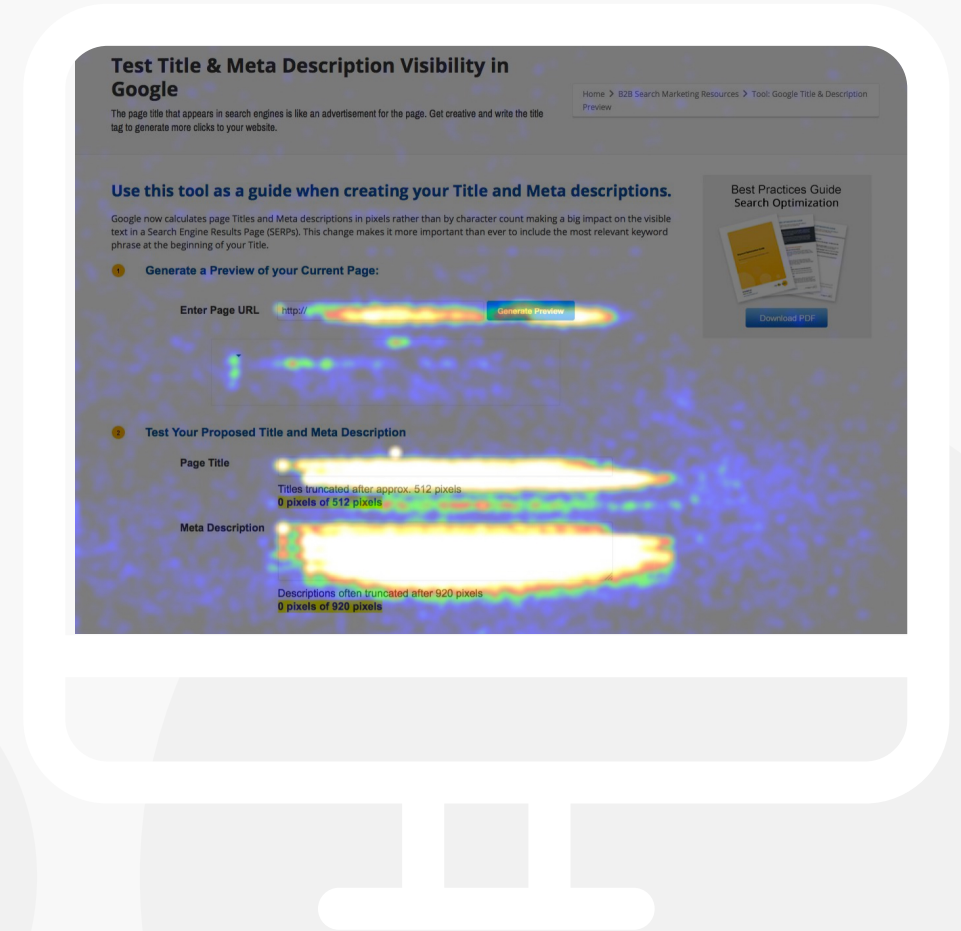 Test Title & Meta Description Visibility in
Google
The page title that appears in search engines is like an advertisement for the page. Get creative and write the title
tag to generate more clicks to your website.
Home > B2B Search Marketing Resources > Tool: Google Title & Description
Preview
Use this tool as a guide when creating your Title and Meta descriptions.
Google now calculates page Titles and Meta descriptions in pixels rather than by character count making a big impact on the visible
text in a Search Engine Results Page (SERPs). This change makes it more important than ever to include the most relevant keyword
phrase at the beginning of your Title.
Best Practices Guide
Search Optimization
Download PDF
1 Generate a Preview of your Current Page:
Enter Page URL http:// Generate Preview
2 Test Your Proposed Title and Meta Description
Page Title
Titles truncated after approx. 512 pixels
0 pixels of 512 pixels
Meta Description
Descriptions often truncated after 920 pixels
0 pixels of 920 pixels